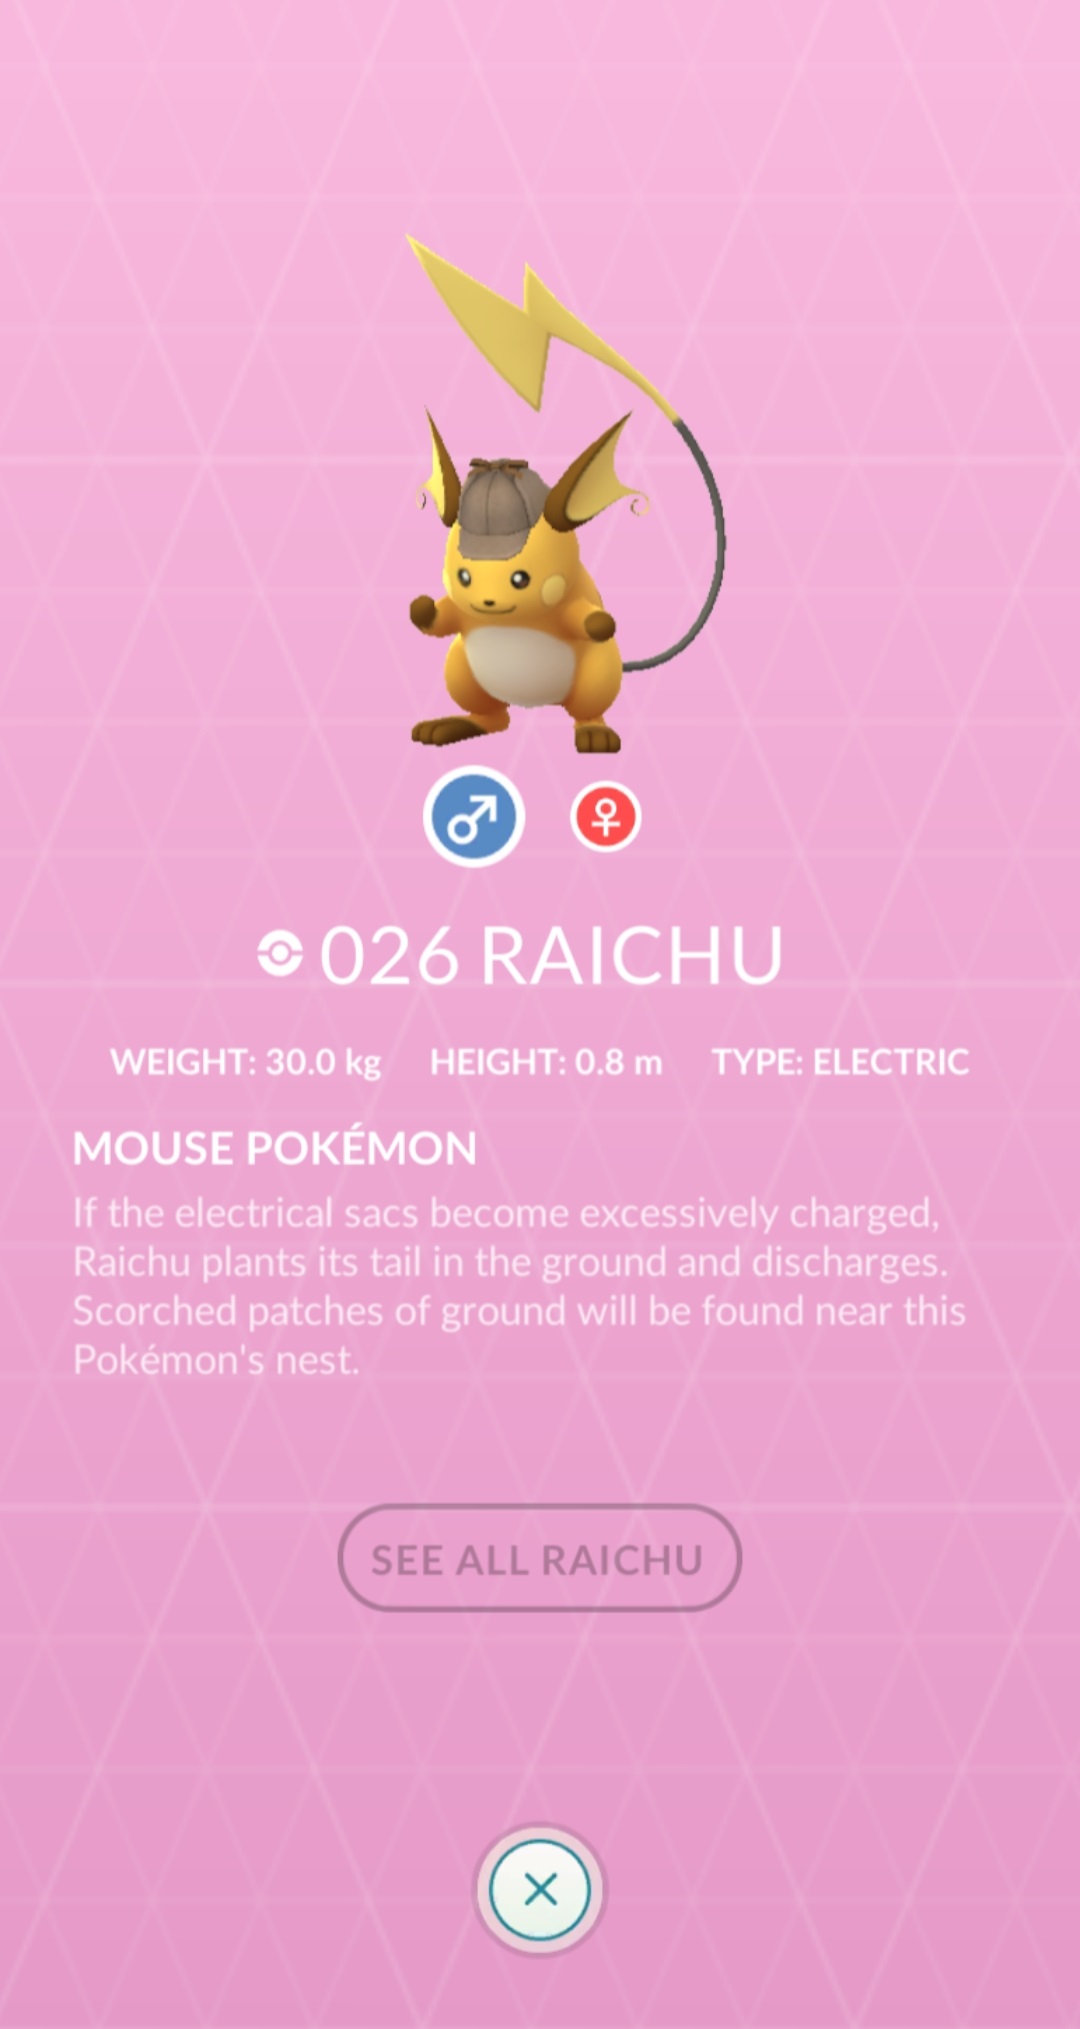 026 RAICHU
WEIGHT: 30.0 kg HEIGHT: 0.8 m TYPE: ELECTRIC
MOUSE POKÉMON
If the electrical sacs become excessively charged,
Raichu plants its tail in the ground and discharges.
Scorched patches of ground will be found near this
Pokémon's nest.
SEE ALL RAICHU